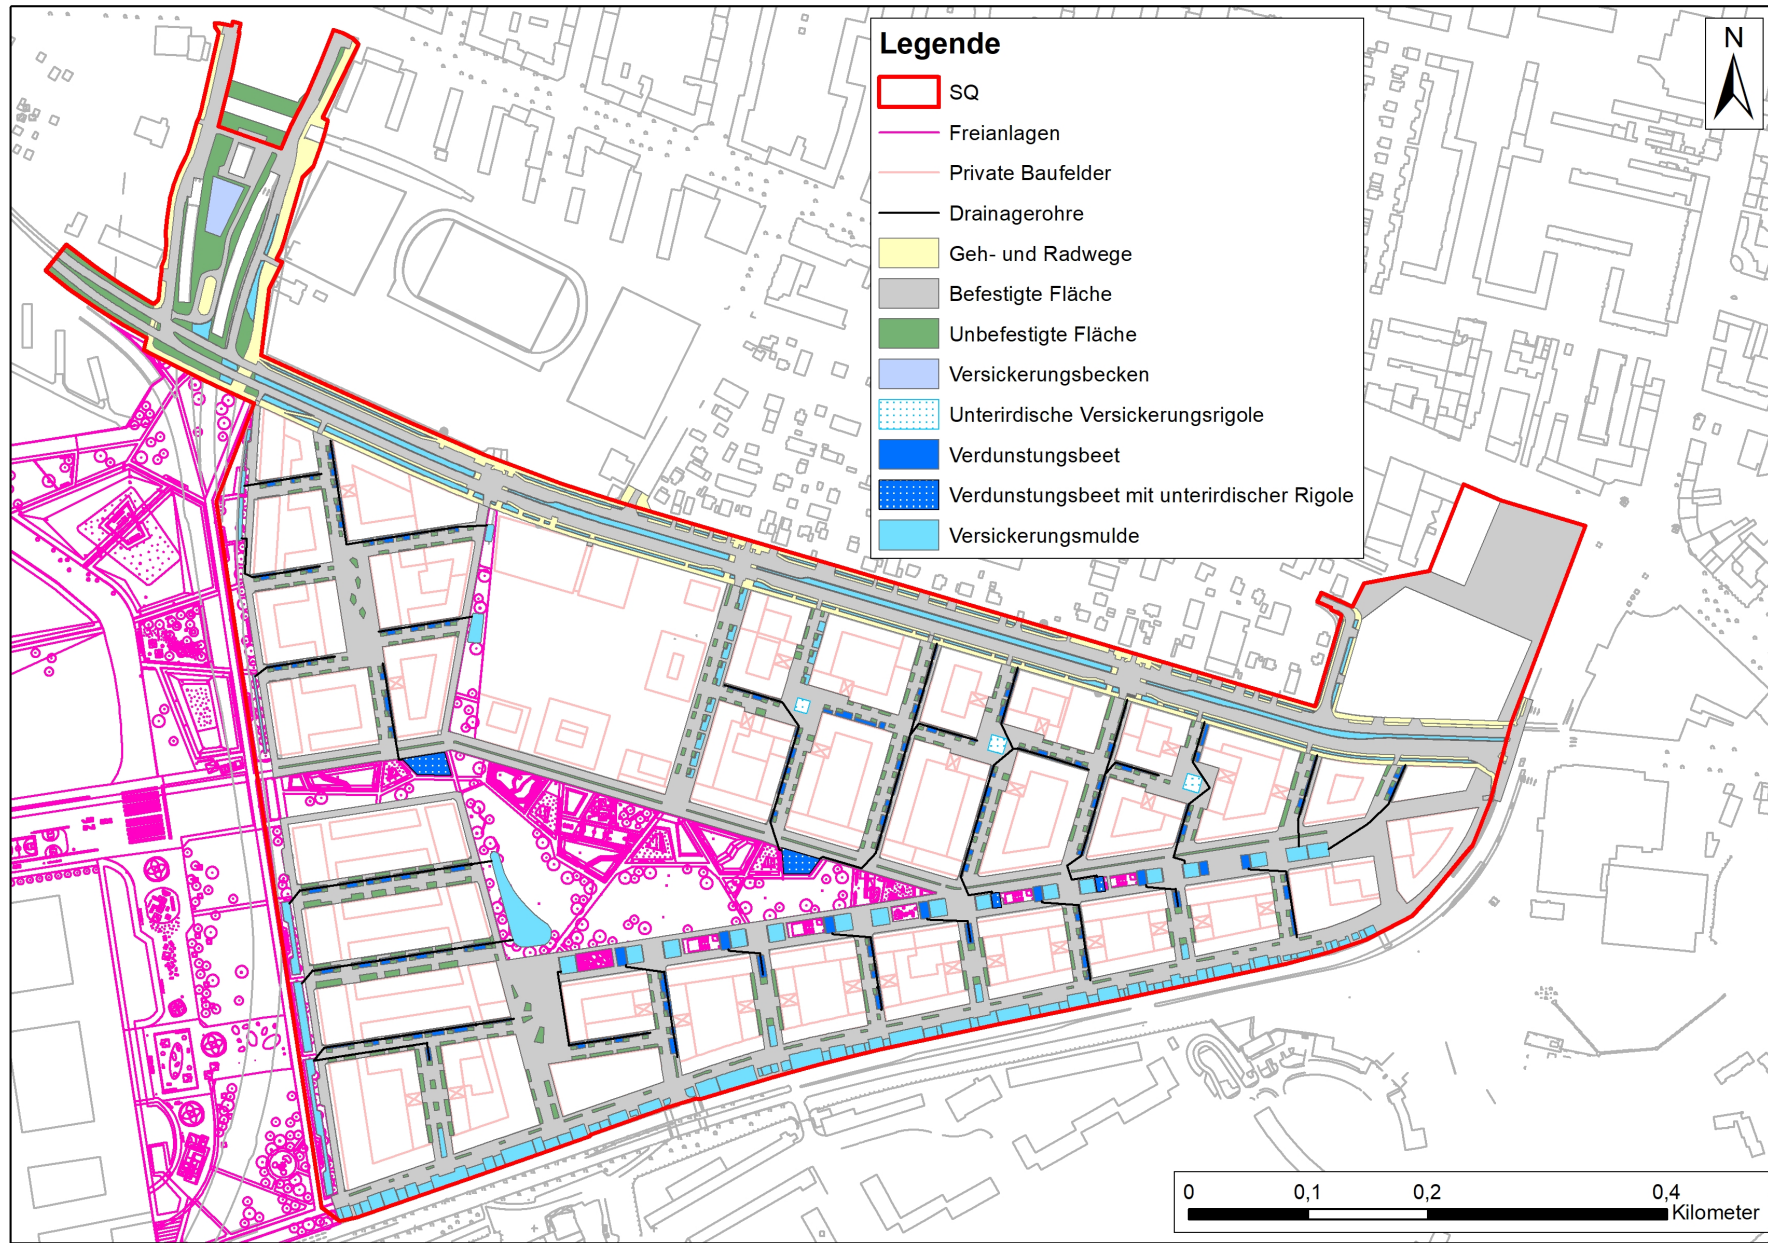 Legende
SQ
Freianlagen
Private Baufelder
Drainagerohre
Geh- und Radwege
Befestigte Fläche
Unbefestigte Fläche
Versickerungsbecken
Unterirdische Versickerungsrigole
Verdunstungsbeet
Verdunstungsbeet mit unterirdischer Rigole
Versickerungsmulde
N
0 0,1 0,2 0,4
Kilometer